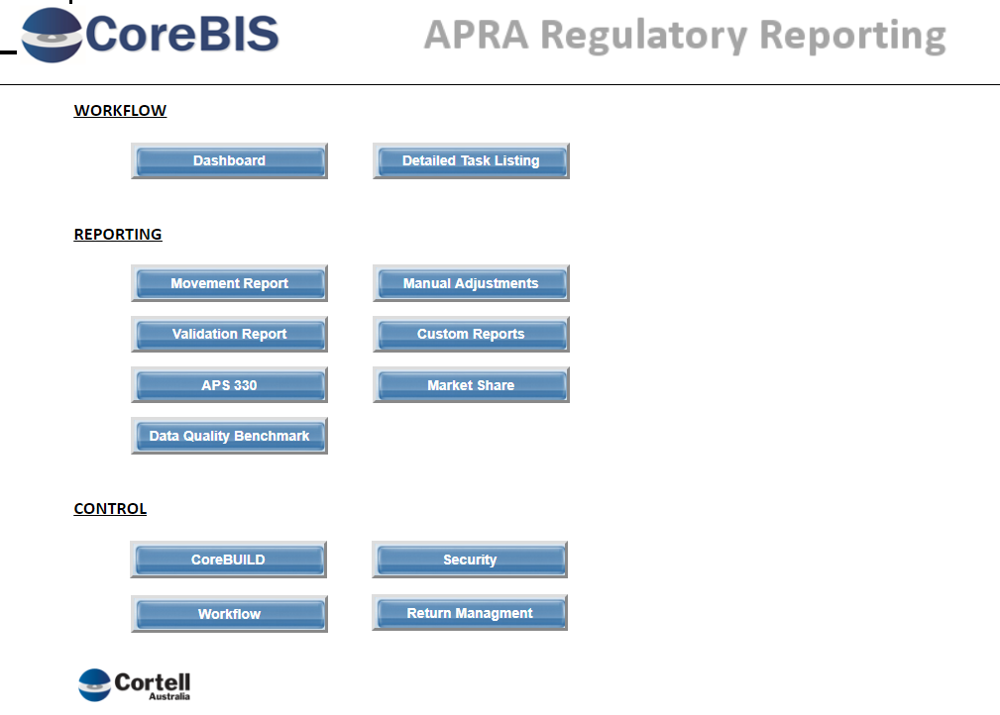 CoreBIS
APRA Regulatory Reporting
WORKFLOW
Dashboard
Detailed Task Listing
REPORTING
Movement Report
Manual Adjustments
Validation Report
Custom Reports
APS 330
Market Share
Data Quality Benchmark
CONTROL
CoreBUILD
Security
Workflow
Return Managment
Cortell
Australia